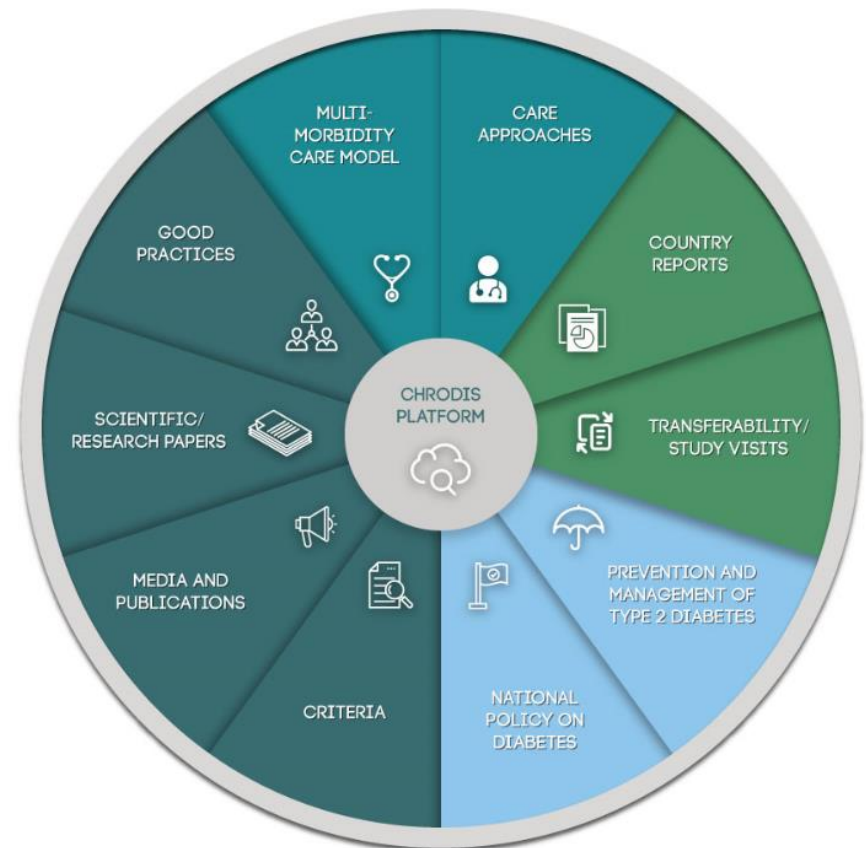 MULTI-
MORBIDITY
CARE MODEL
CARE
APPROACHES
COUNTRY
REPORTS
TRANSFERABILITY/
STUDY VISITS
PREVENTION AND
MANAGEMENT OF
TYPE 2 DIABETES
NATIONAL
POLICY ON
DIABETES
CRITERIA
MEDIA AND
PUBLICATIONS
SCIENTIFIC/
RESEARCH PAPERS
GOOD
PRACTICES
CHRODIS
PLATFORM